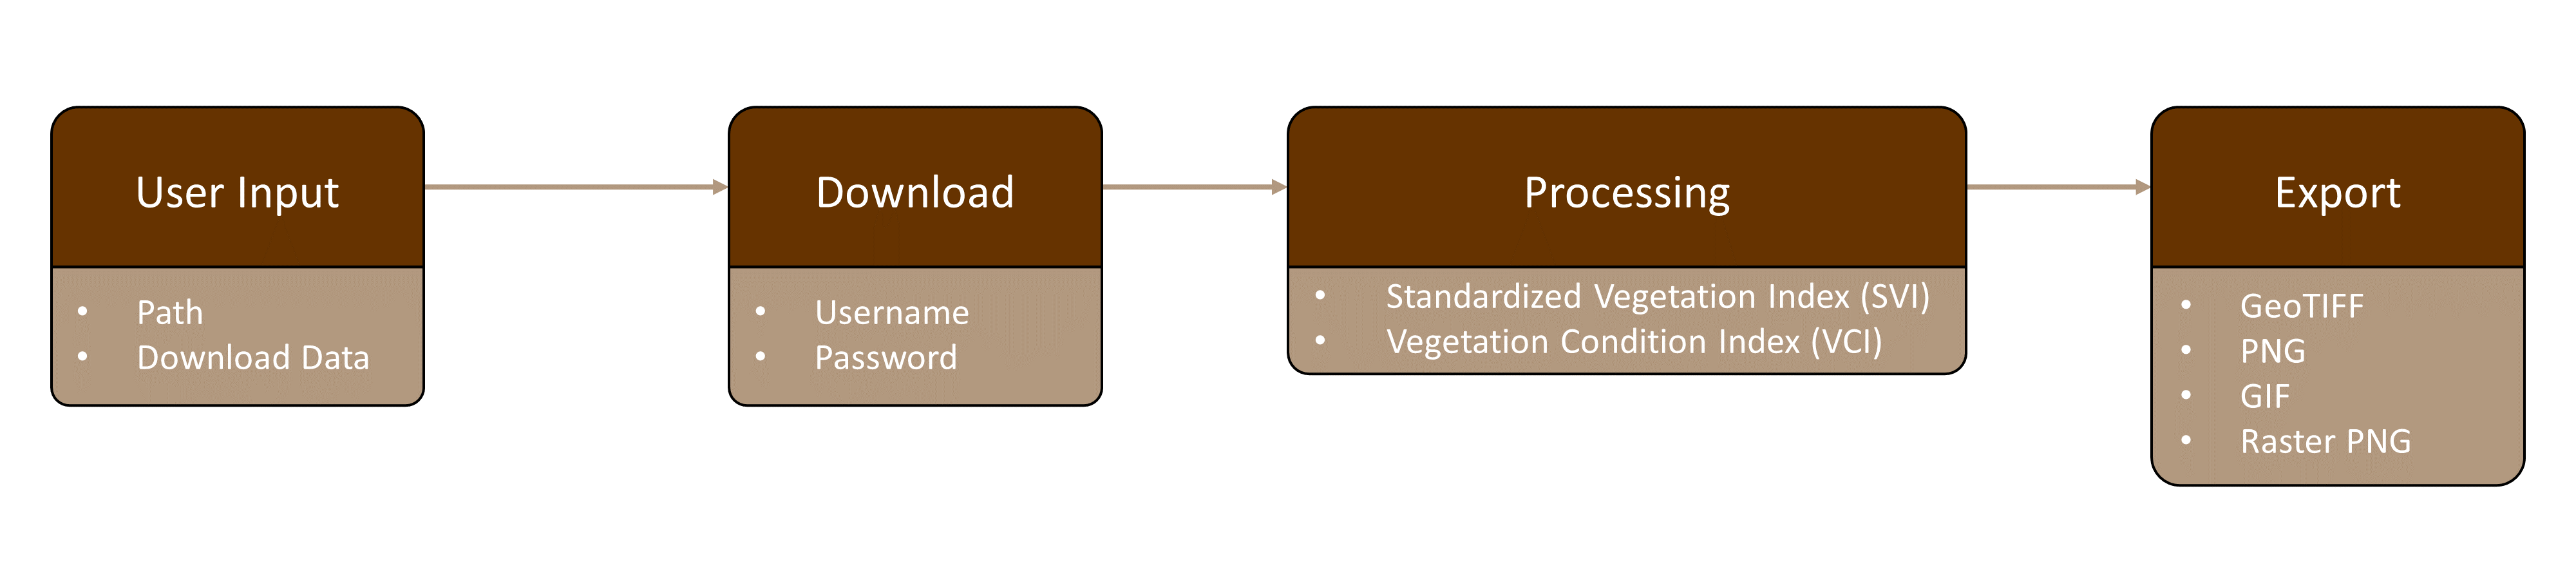 User Input
• Path
• Download Data
Download
• Username
• Password
Processing
• Standardized Vegetation Index (SVI)
• Vegetation Condition Index (VCI)
Export
• GeoTIFF
• PNG
• GIF
• Raster PNG